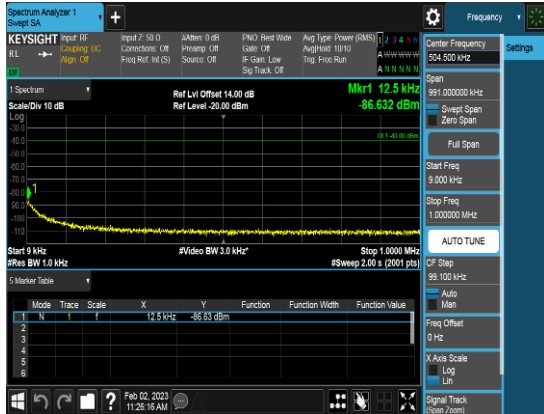 Spectrum Analyzer 1
Swept SA
Frequency
KEYSIGHT
RL
Input: RF
Coupling: DC
Align: Off
Input Z: 50 Ω
Corrections: Off
Freq Ref: Int (S)
#Atten: 0 dB
Preamp: Off
Source: Off
PNO: Best Wide
Gate: Off
IF Gain: Low
Sig Track: Off
Avg Type: Power (RMS)
Avg|Hold: 10/10
Trig: Free Run
1 2 3 4 5 6
A W W W W W
A N N N N N
LW
1 Spectrum
Scale/Div 10 dB
Log
Ref Lvl Offset 14.00 dB
Ref Level -20.00 dBm
Mkr1 12.5 kHz
-86.632 dBm
-30.0
-40.0
-50.0
-60.0
-70.0
-80.0
-90.0
-100
-110
DL1 -40.00 dBm
1
Start 9 kHz
#Res BW 1.0 kHz
#Video BW 3.0 kHz*
Stop 1.0000 MHz
#Sweep 2.00 s (2001 pts)
5 Marker Table
Mode Trace Scale X Y Function Function Width Function Value
1 N 1 f 12.5 kHz -86.63 dBm
2
3
4
5
6
Feb 02, 2023
11:26:16 AM
Center Frequency
504.500 kHz
Settings
Span
991.000000 kHz
Swept Span
Zero Span
Full Span
Start Freq
9.000 kHz
Stop Freq
1.000000 MHz
AUTO TUNE
CF Step
99.100 kHz
Auto
Man
Freq Offset
0 Hz
X Axis Scale
Log
Lin
Signal Track
(Span Zoom)